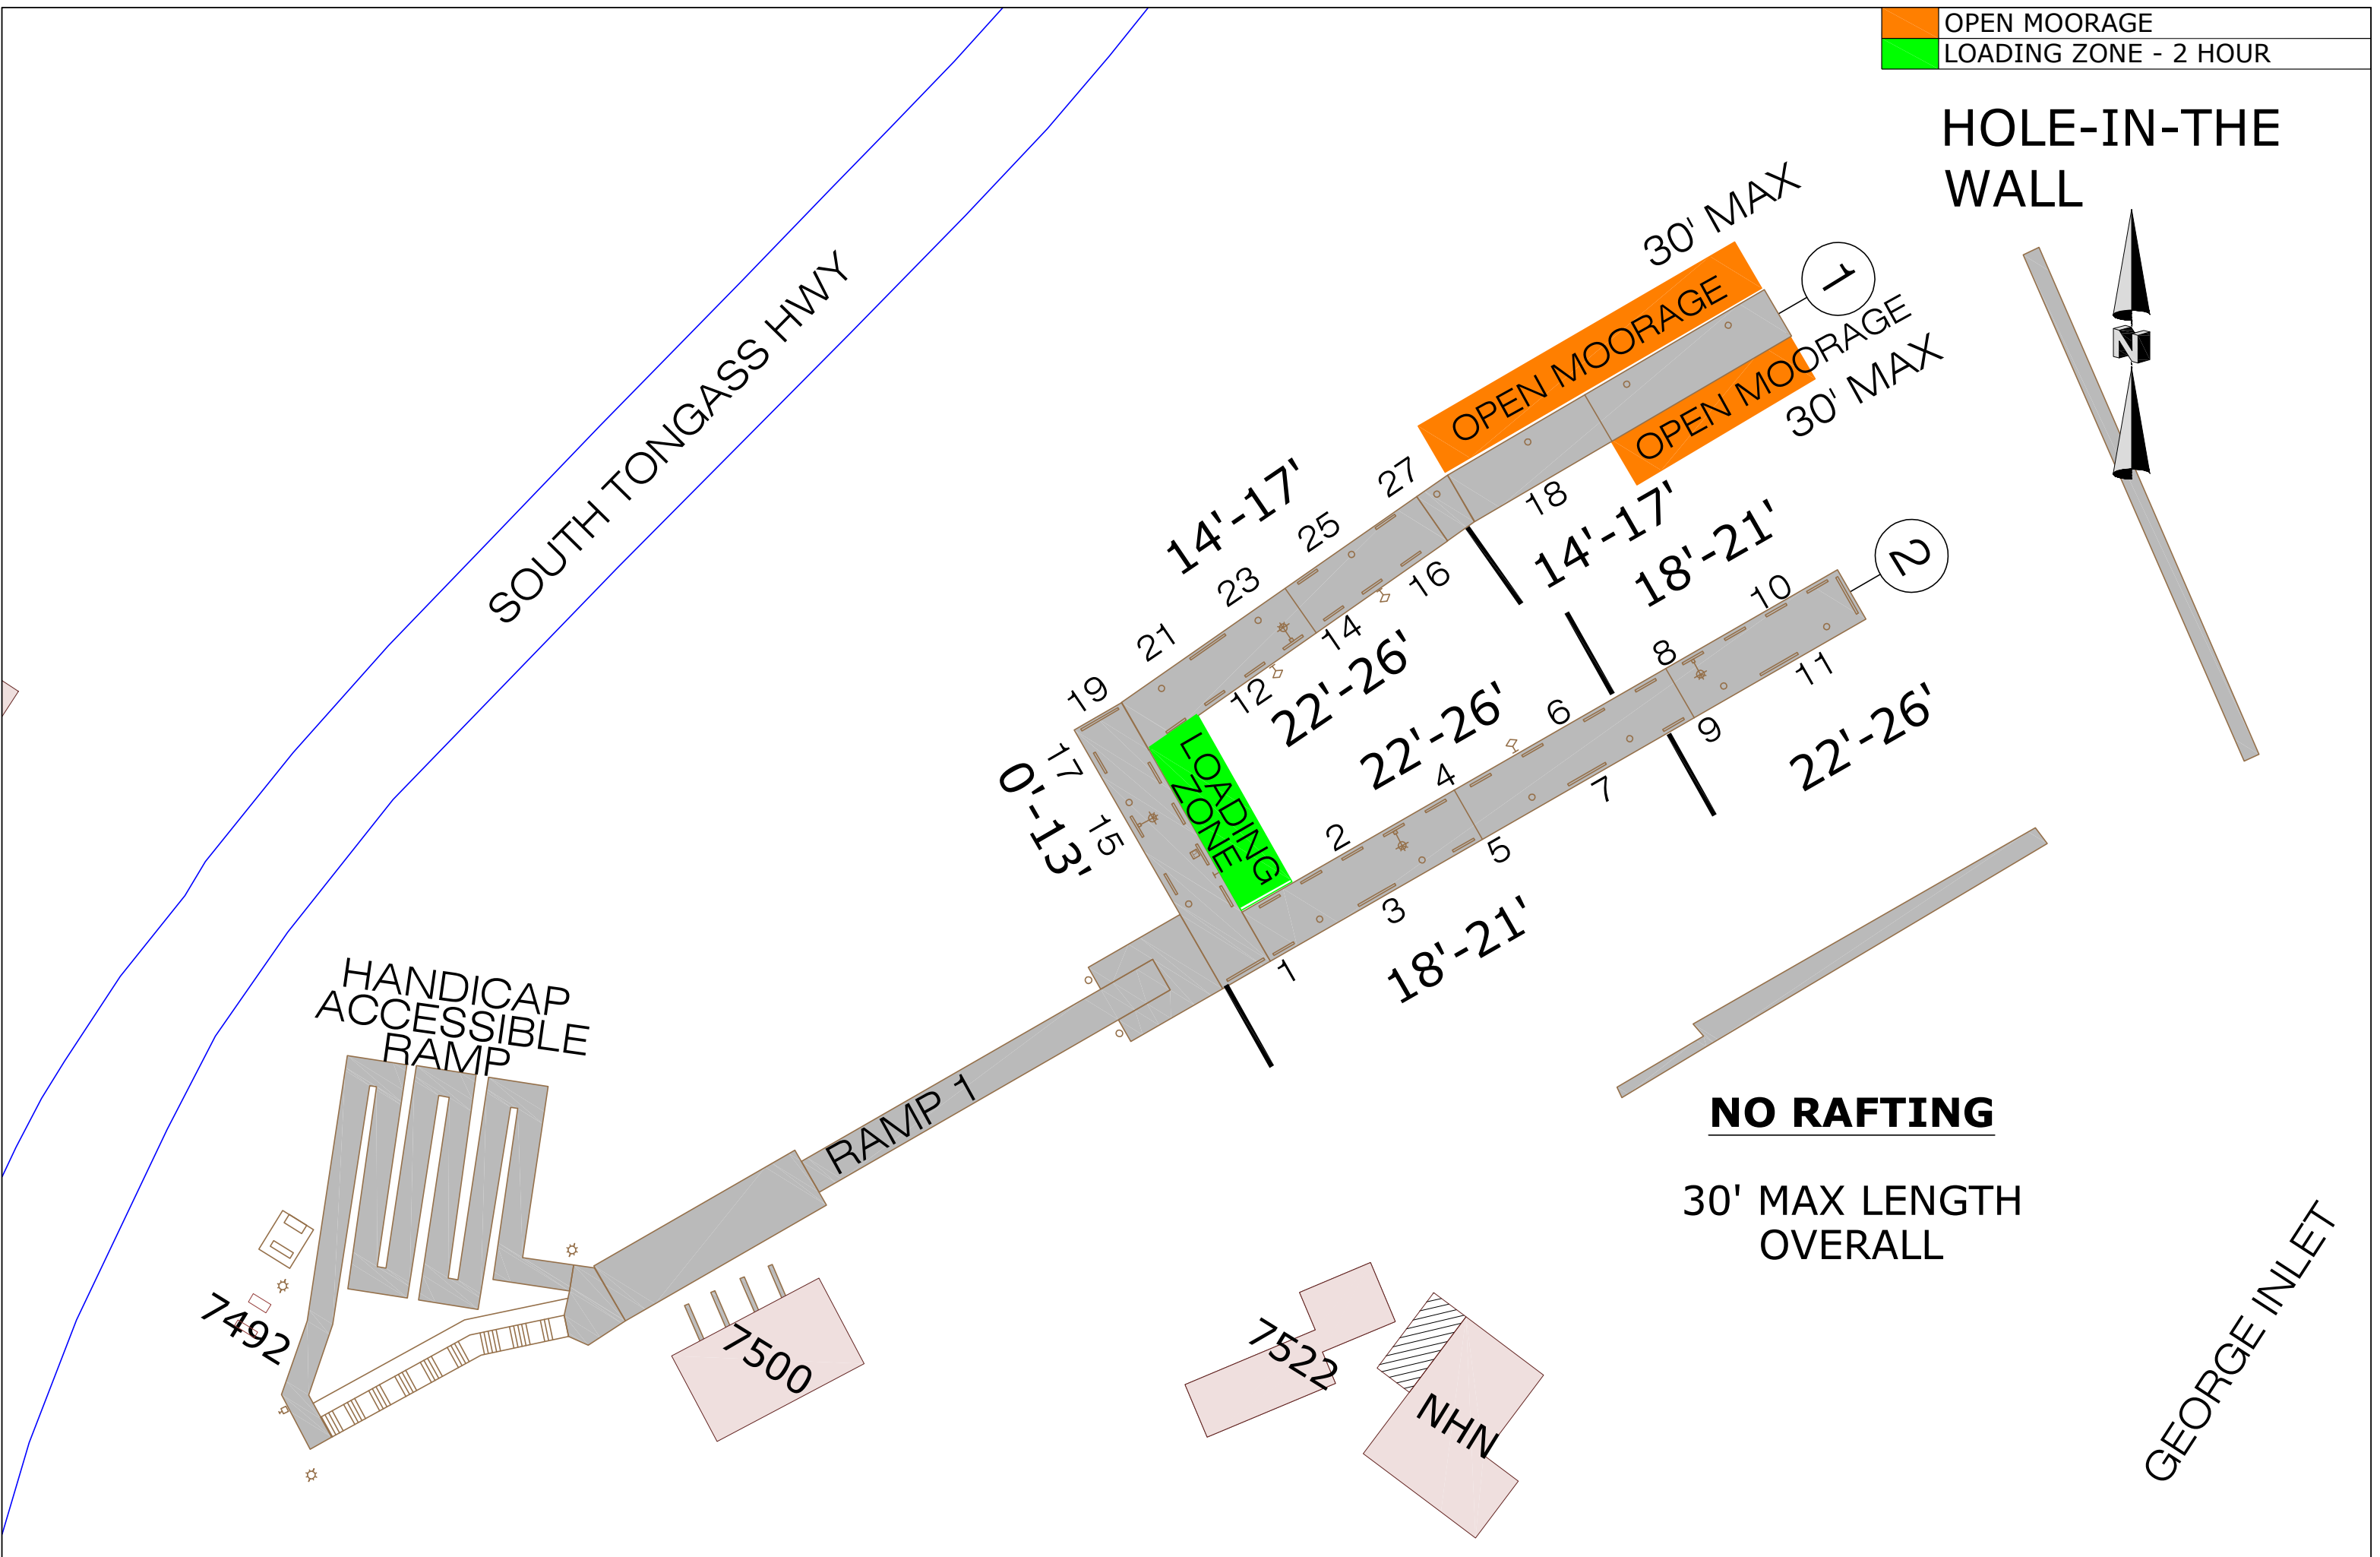 OPEN MOORAGE
LOADING ZONE - 2 HOUR
HOLE-IN-THE
WALL
N
SOUTH TONGASS HWY
30' MAX
OPEN MOORAGE
1
OPEN MOORAGE
30' MAX
14'-17'
27
25
23
21
19
18
16
14
12
14'-17'
18'-21'
22'-26'
22'-26'
2
10
8
6
4
2
11
9
7
5
3
1
22'-26'
18'-21'
17
15
0'-13'
LOADING
ZONE
HANDICAP
ACCESSIBLE
RAMP
RAMP 1
NO RAFTING
30' MAX LENGTH
OVERALL
7492
7500
7522
NHN
GEORGE INLET